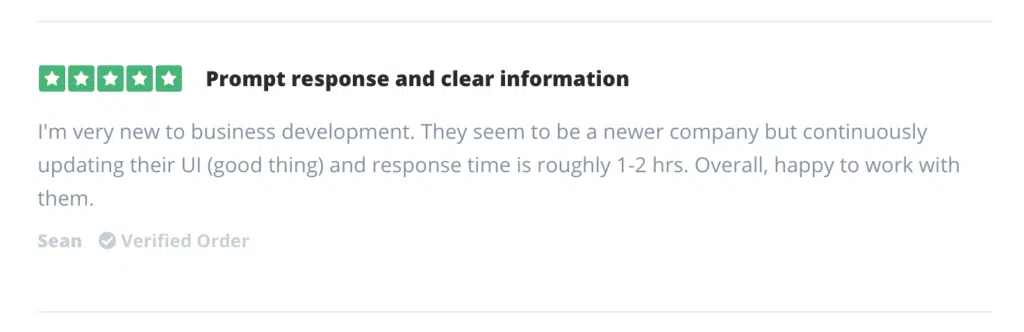 Prompt response and clear information
I'm very new to business development. They seem to be a newer company but continuously
updating their UI (good thing) and response time is roughly 1-2 hrs. Overall, happy to work with
them.
Sean Verified Order